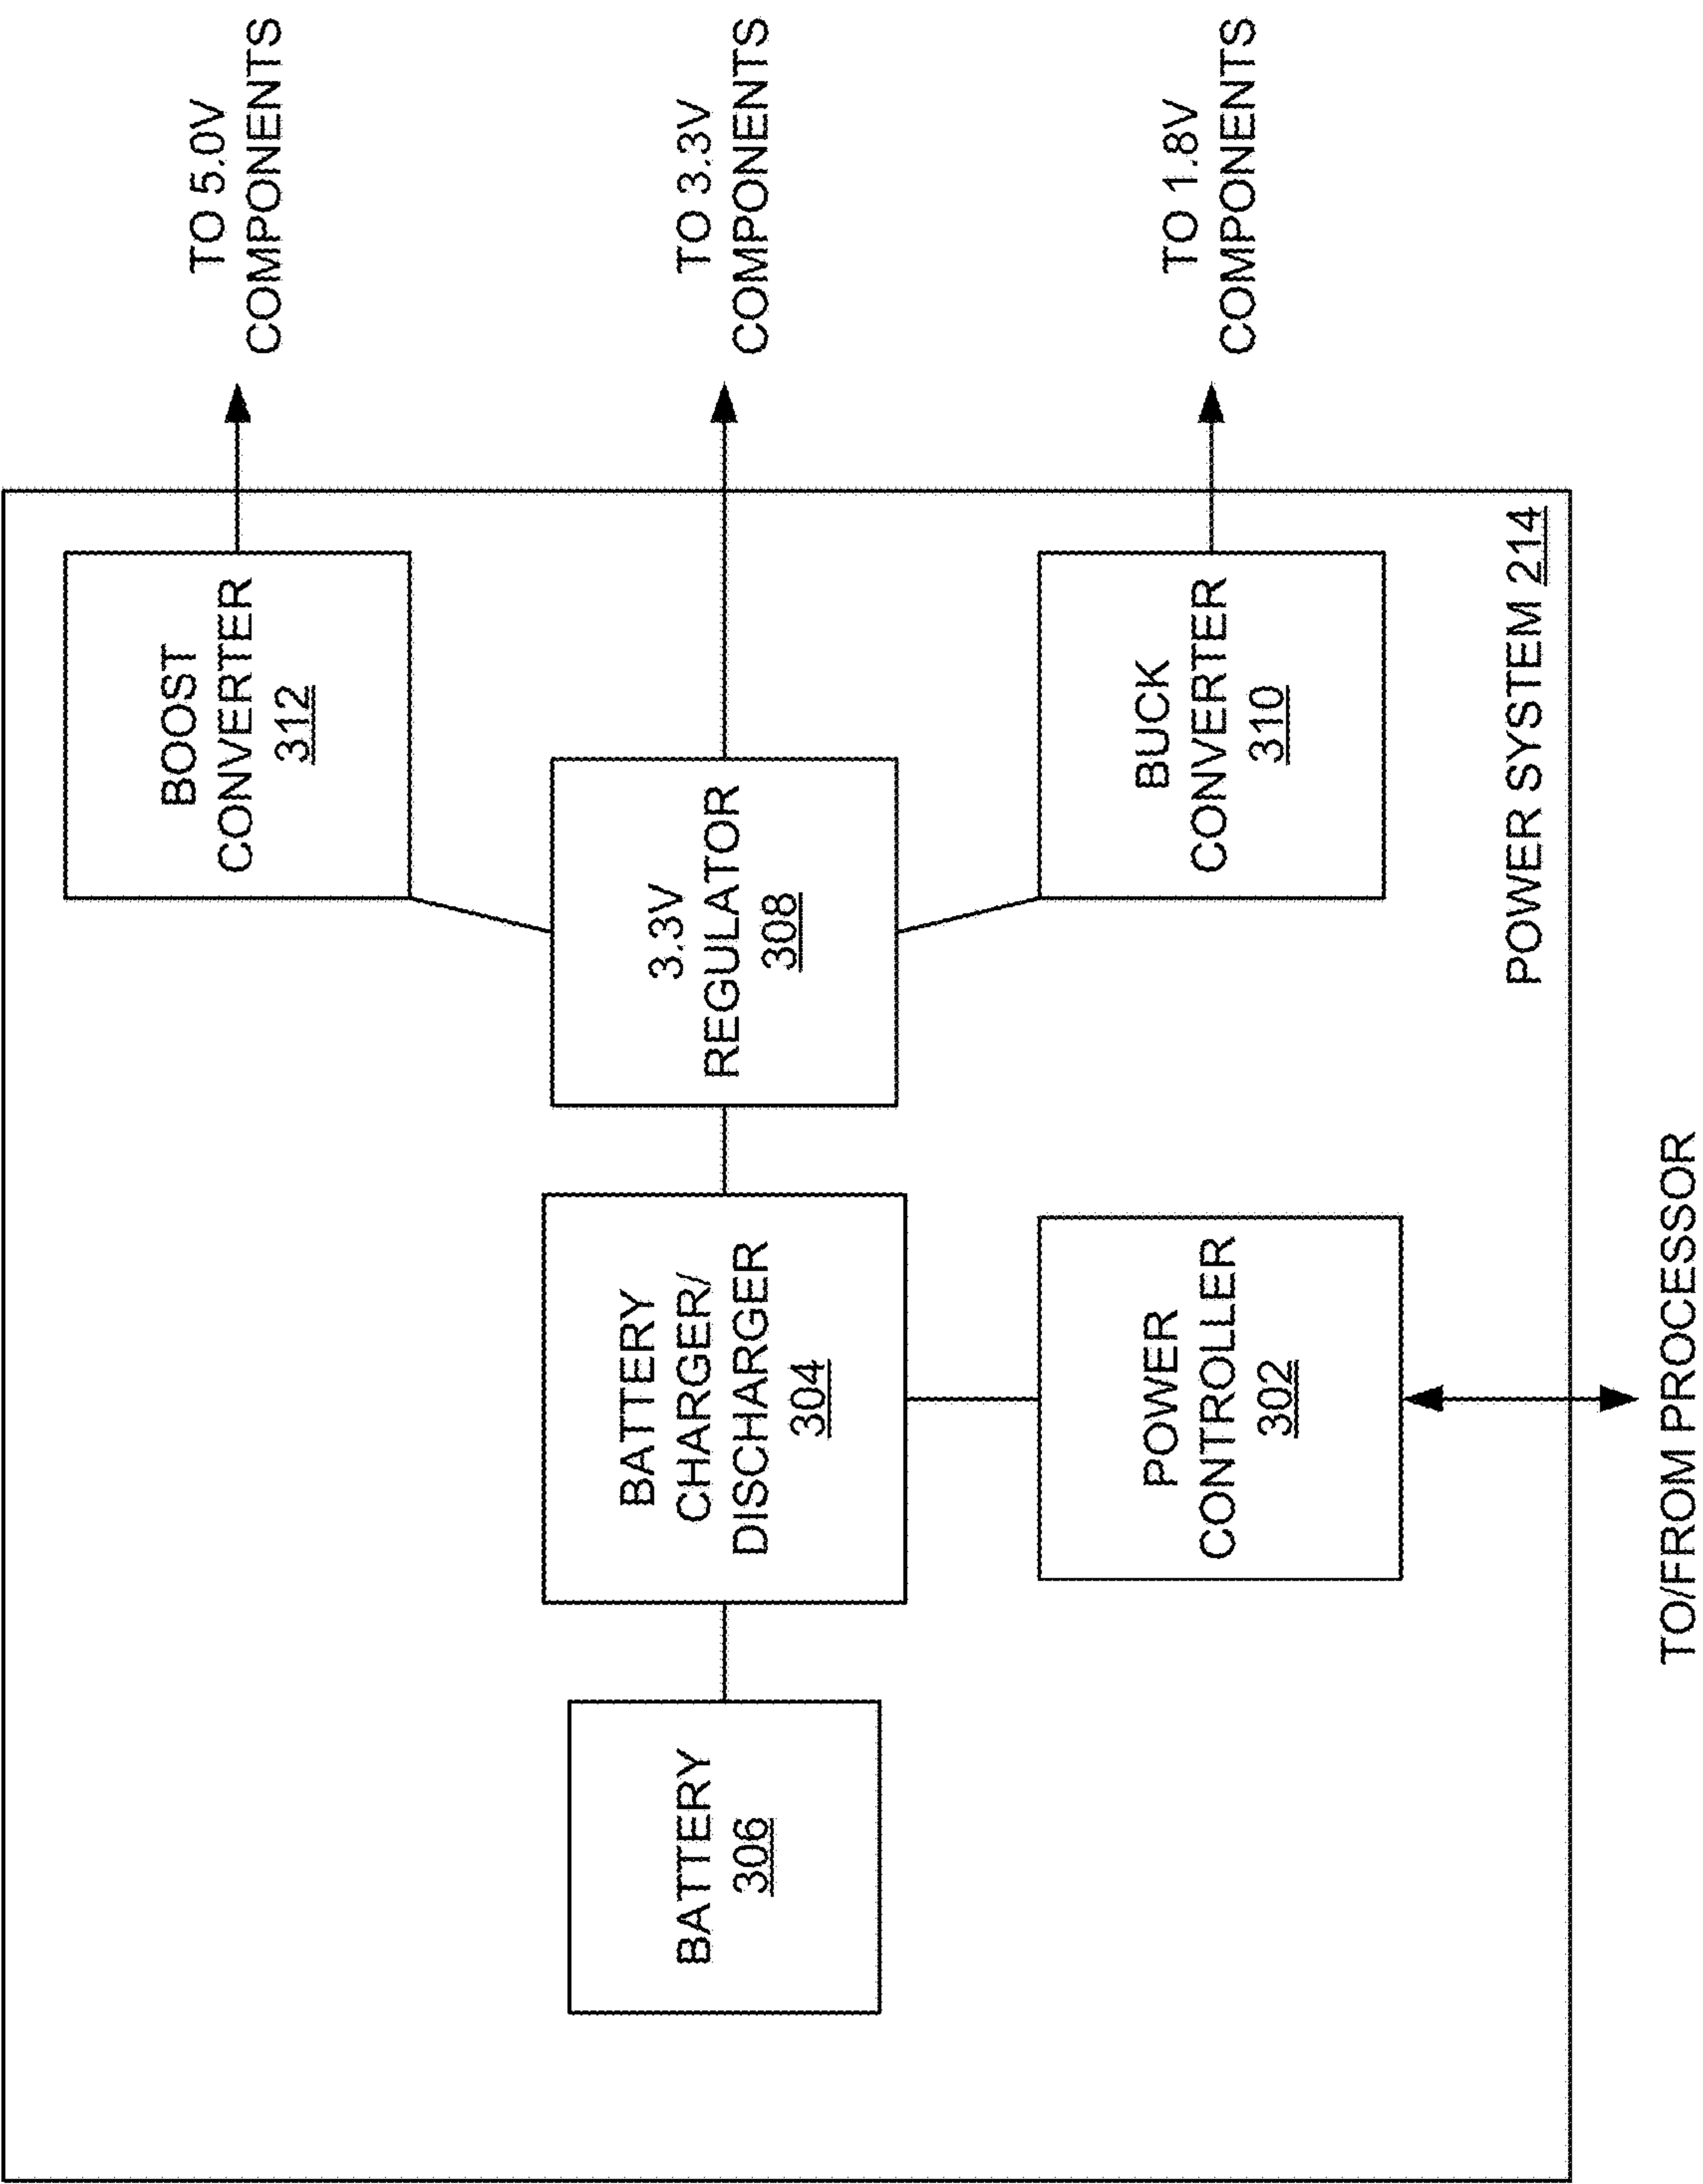 TO 5.0V
COMPONENTS
BOOST
CONVERTER
312
TO 3.3V
COMPONENTS
3.3V
REGULATOR
308
BATTERY
CHARGER/
DISCHARGER
304
BATTERY
306
TO 1.8V
COMPONENTS
BUCK
CONVERTER
310
POWER
CONTROLLER
302
POWER SYSTEM 214
TO/FROM PROCESSOR